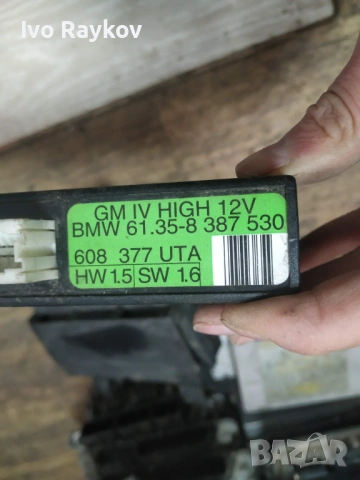 Ivo Raykov
GM IV HIGH 12V
BMW 61.35-8 387 530
608 377 UTA
HW 1.5 SW 1.6
BAZAR